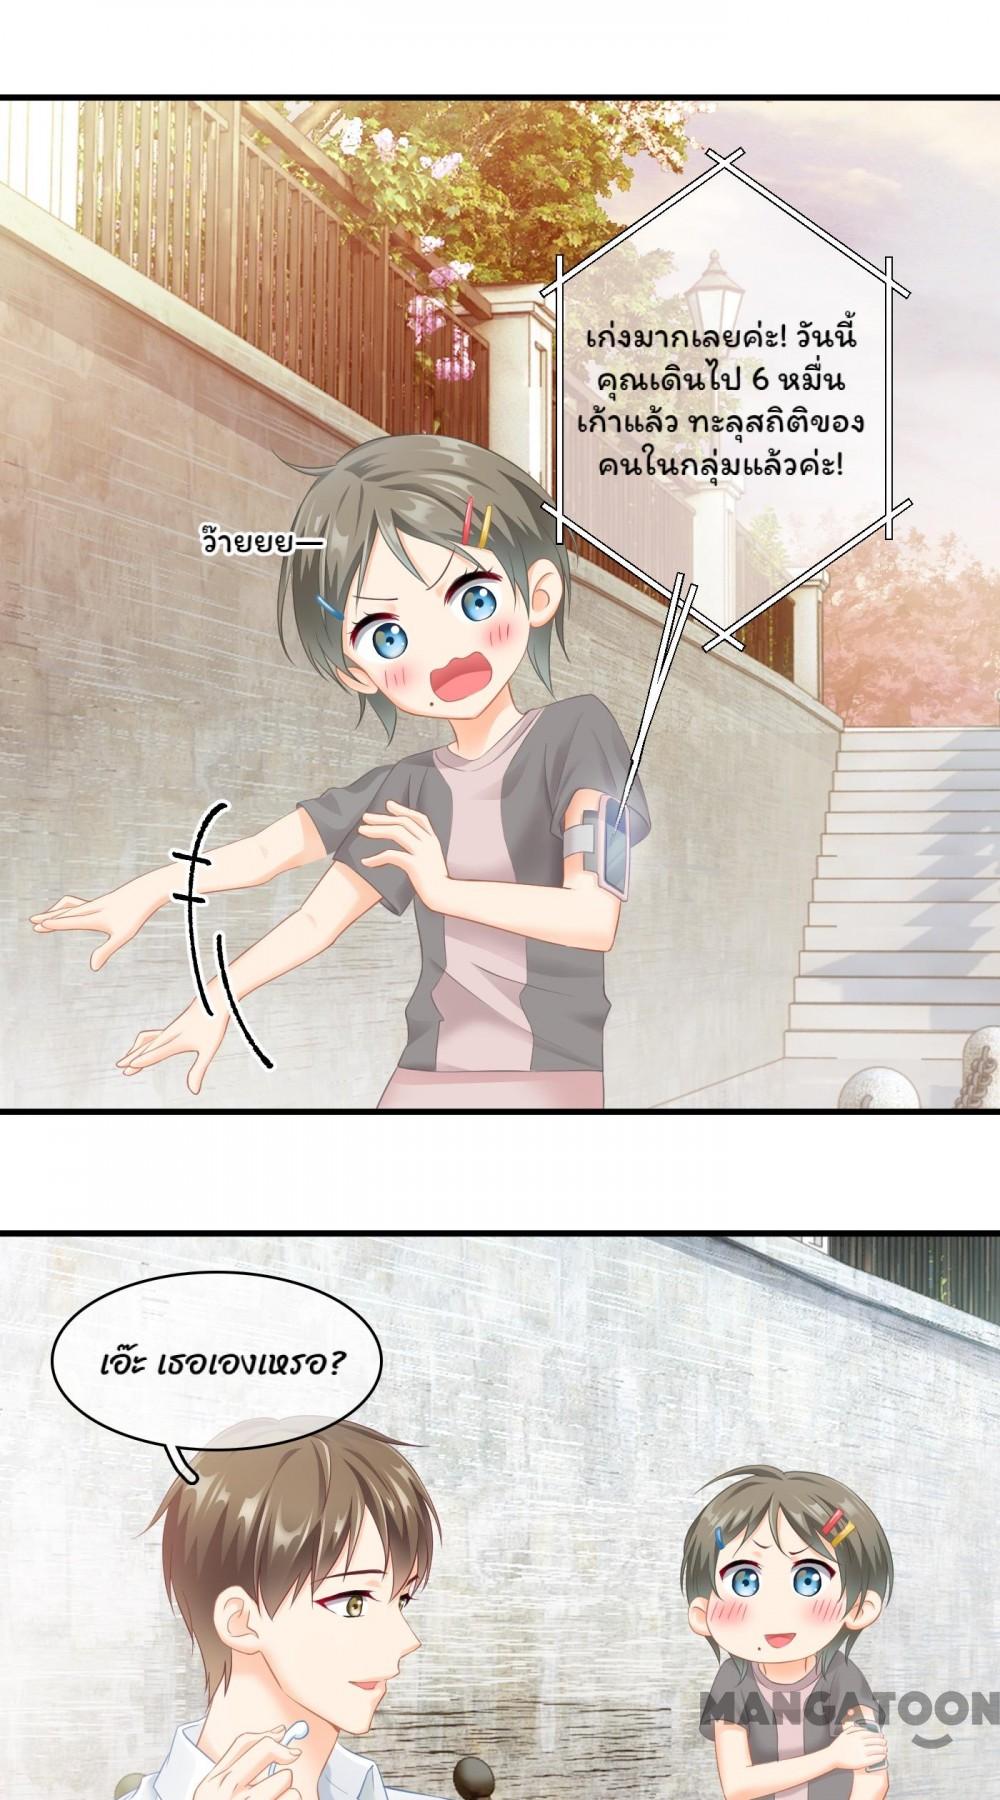 เก่งมากเลยค่ะ! วันนี้
คุณเดินไป 6 หมื่น
เก้าแล้ว ทะลุสถิติของ
คนในกลุ่มแล้วค่ะ!
ว๊ายยย—
เอ๊ะ เธอเองเหรอ?
MANGATOON